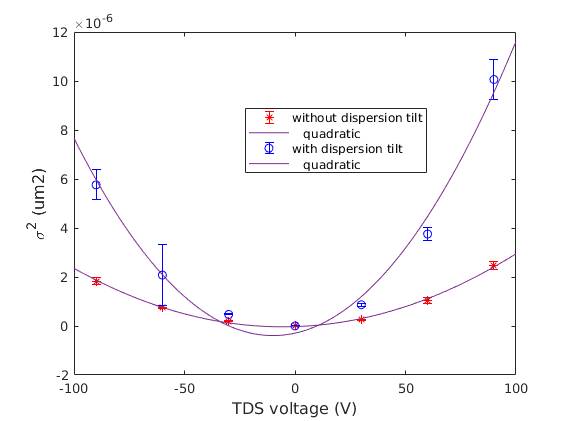 ×10-6
12
10
8
6
4
2
0
-2
σ2 (um2)
without dispersion tilt
quadratic
with dispersion tilt
quadratic
-100 -50 0 50 100
TDS voltage (V)